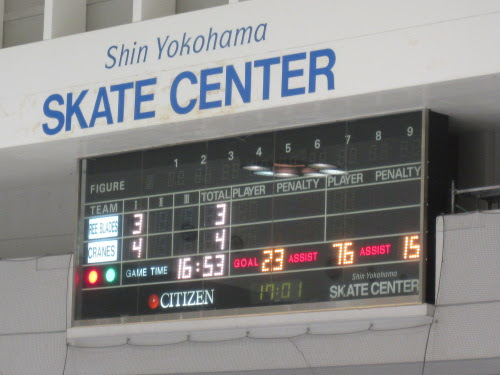 Shin Yokohama
SKATE CENTER
1 2 3 4 5 6 7 8 9
FIGURE
TEAM I II III TOTAL PLAYER PENALTY PLAYER PENALTY
REE BLADES 3 3
CRANES 4 4
GAME TIME 16:53 GOAL 23 ASSIST 76 ASSIST 15
CITIZEN 17:01 Shin Yokohama
SKATE CENTER